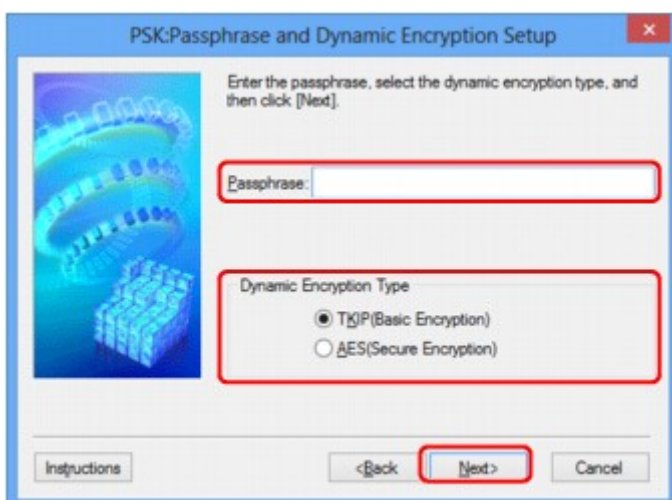 PSK:Passphrase and Dynamic Encryption Setup
Enter the passphrase, select the dynamic encryption type, and
then click [Next].
Passphrase:
Dynamic Encryption Type
TKIP(Basic Encryption)
AES(Secure Encryption)
Instructions
<Back
Next>
Cancel